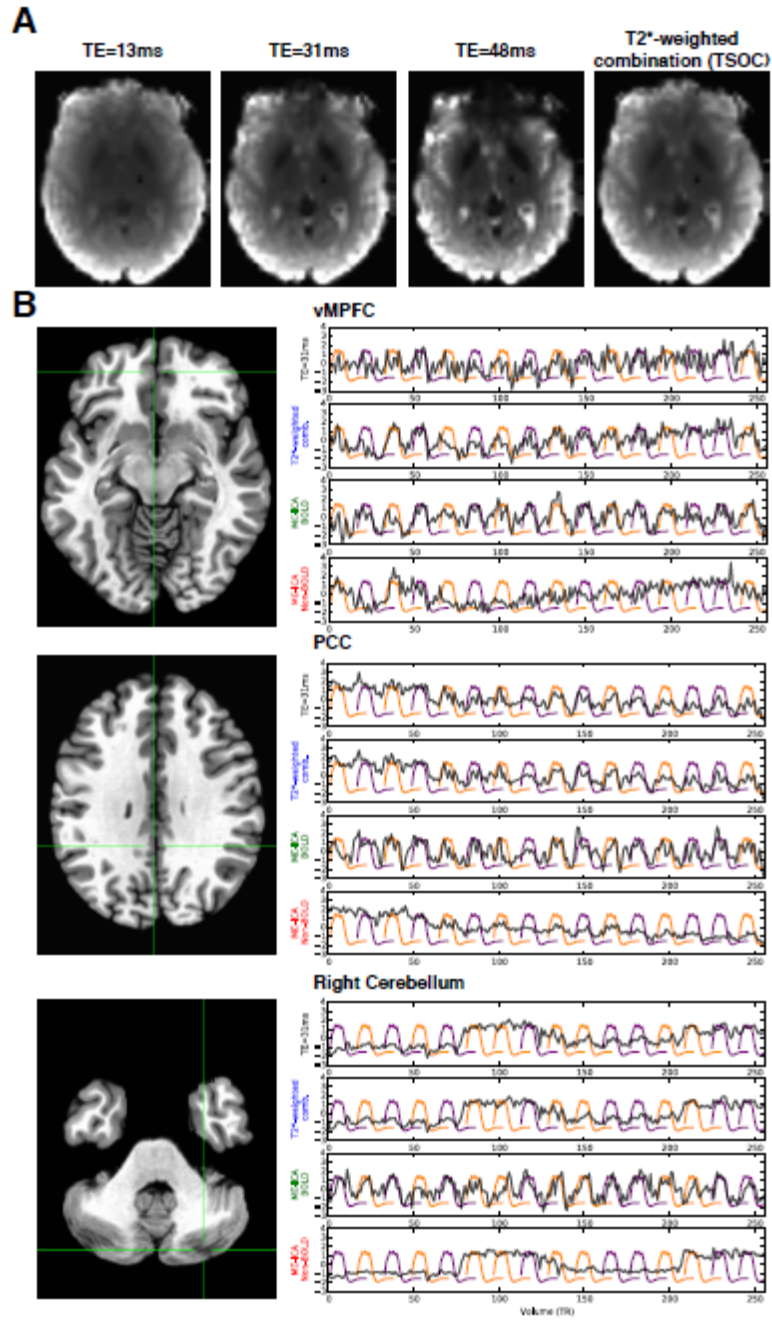 A
TE=13ms
TE=31ms
TE=48ms
T2*-weighted
combination (TSOC)
B
vMPFC
TE=31ms
T2*-weighted
comb.
ME-ICA
BOLD
ME-ICA
Non-BOLD
0 50 100 150 200 250
PCC
TE=31ms
T2*-weighted
comb.
ME-ICA
BOLD
ME-ICA
Non-BOLD
0 50 100 150 200 250
Right Cerebellum
TE=31ms
T2*-weighted
comb.
ME-ICA
BOLD
ME-ICA
Non-BOLD
0 50 100 150 200 250
Volume (TR)